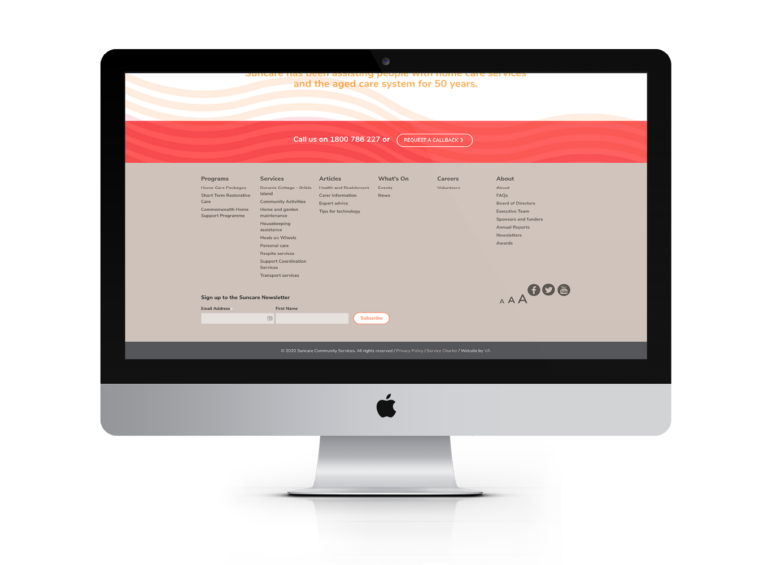 Suncare has been assisting people with home care services
and the aged care system for 50 years.
Call us on 1800 786 227 or
REQUEST A CALLBACK
Programs
Home Care Packages
Short Term Restorative
Care
Commonwealth Home
Support Programme
Services
Bribie
Island
Community Activities
Home and garden
maintenance
Housekeeping
assistance
Meals on Wheels
Personal care
Respite services
Support Coordination
Services
Transport services
Articles
Health and
Carer information
Expert advice
Tips for technology
What's On
Events
News
Careers
Volunteers
About
About
FAQs
Board of Directors
Executive Team
Sponsors and funders
Annual Reports
Newsletters
Awards
Sign up to the Suncare Newsletter
Email Address
First Name
Subscribe
A A A
© 2020 Suncare Community Services. All rights reserved / Privacy Policy / Service Charter / Website by